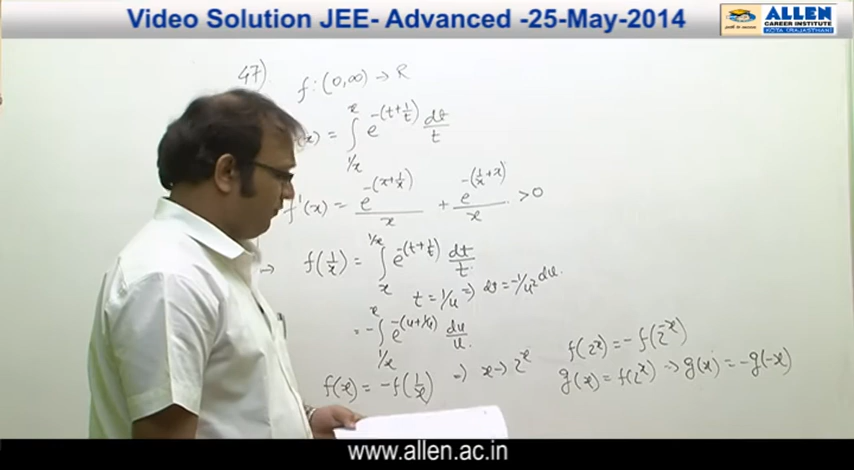 Video Solution JEE- Advanced -25-May-2014
ALLEN
CAREER INSTITUTE
KOTA (RAJASTHAN)
47)
f : (0,∞) → R
(x) = ∫_{1/x}^{x} e^{-(t+1/t)} dt/t
f'(x) = e^{-(x+1/x)}/x + e^{-(1/x+x)}/x > 0
→ f(1/x) = ∫_{x}^{1/x} e^{-(t+1/t)} dt/t
t = 1/u ⇒ dt = -1/u² du.
= -∫_{1/x}^{x} e^{-(u+1/u)} du/u.
f(x) = -f(1/x) ⇒ x → 2^x
f(2^x) = -f(2^{-x})
g(x) = f(2^x) ⇒ g(x) = -g(-x)
www.allen.ac.in